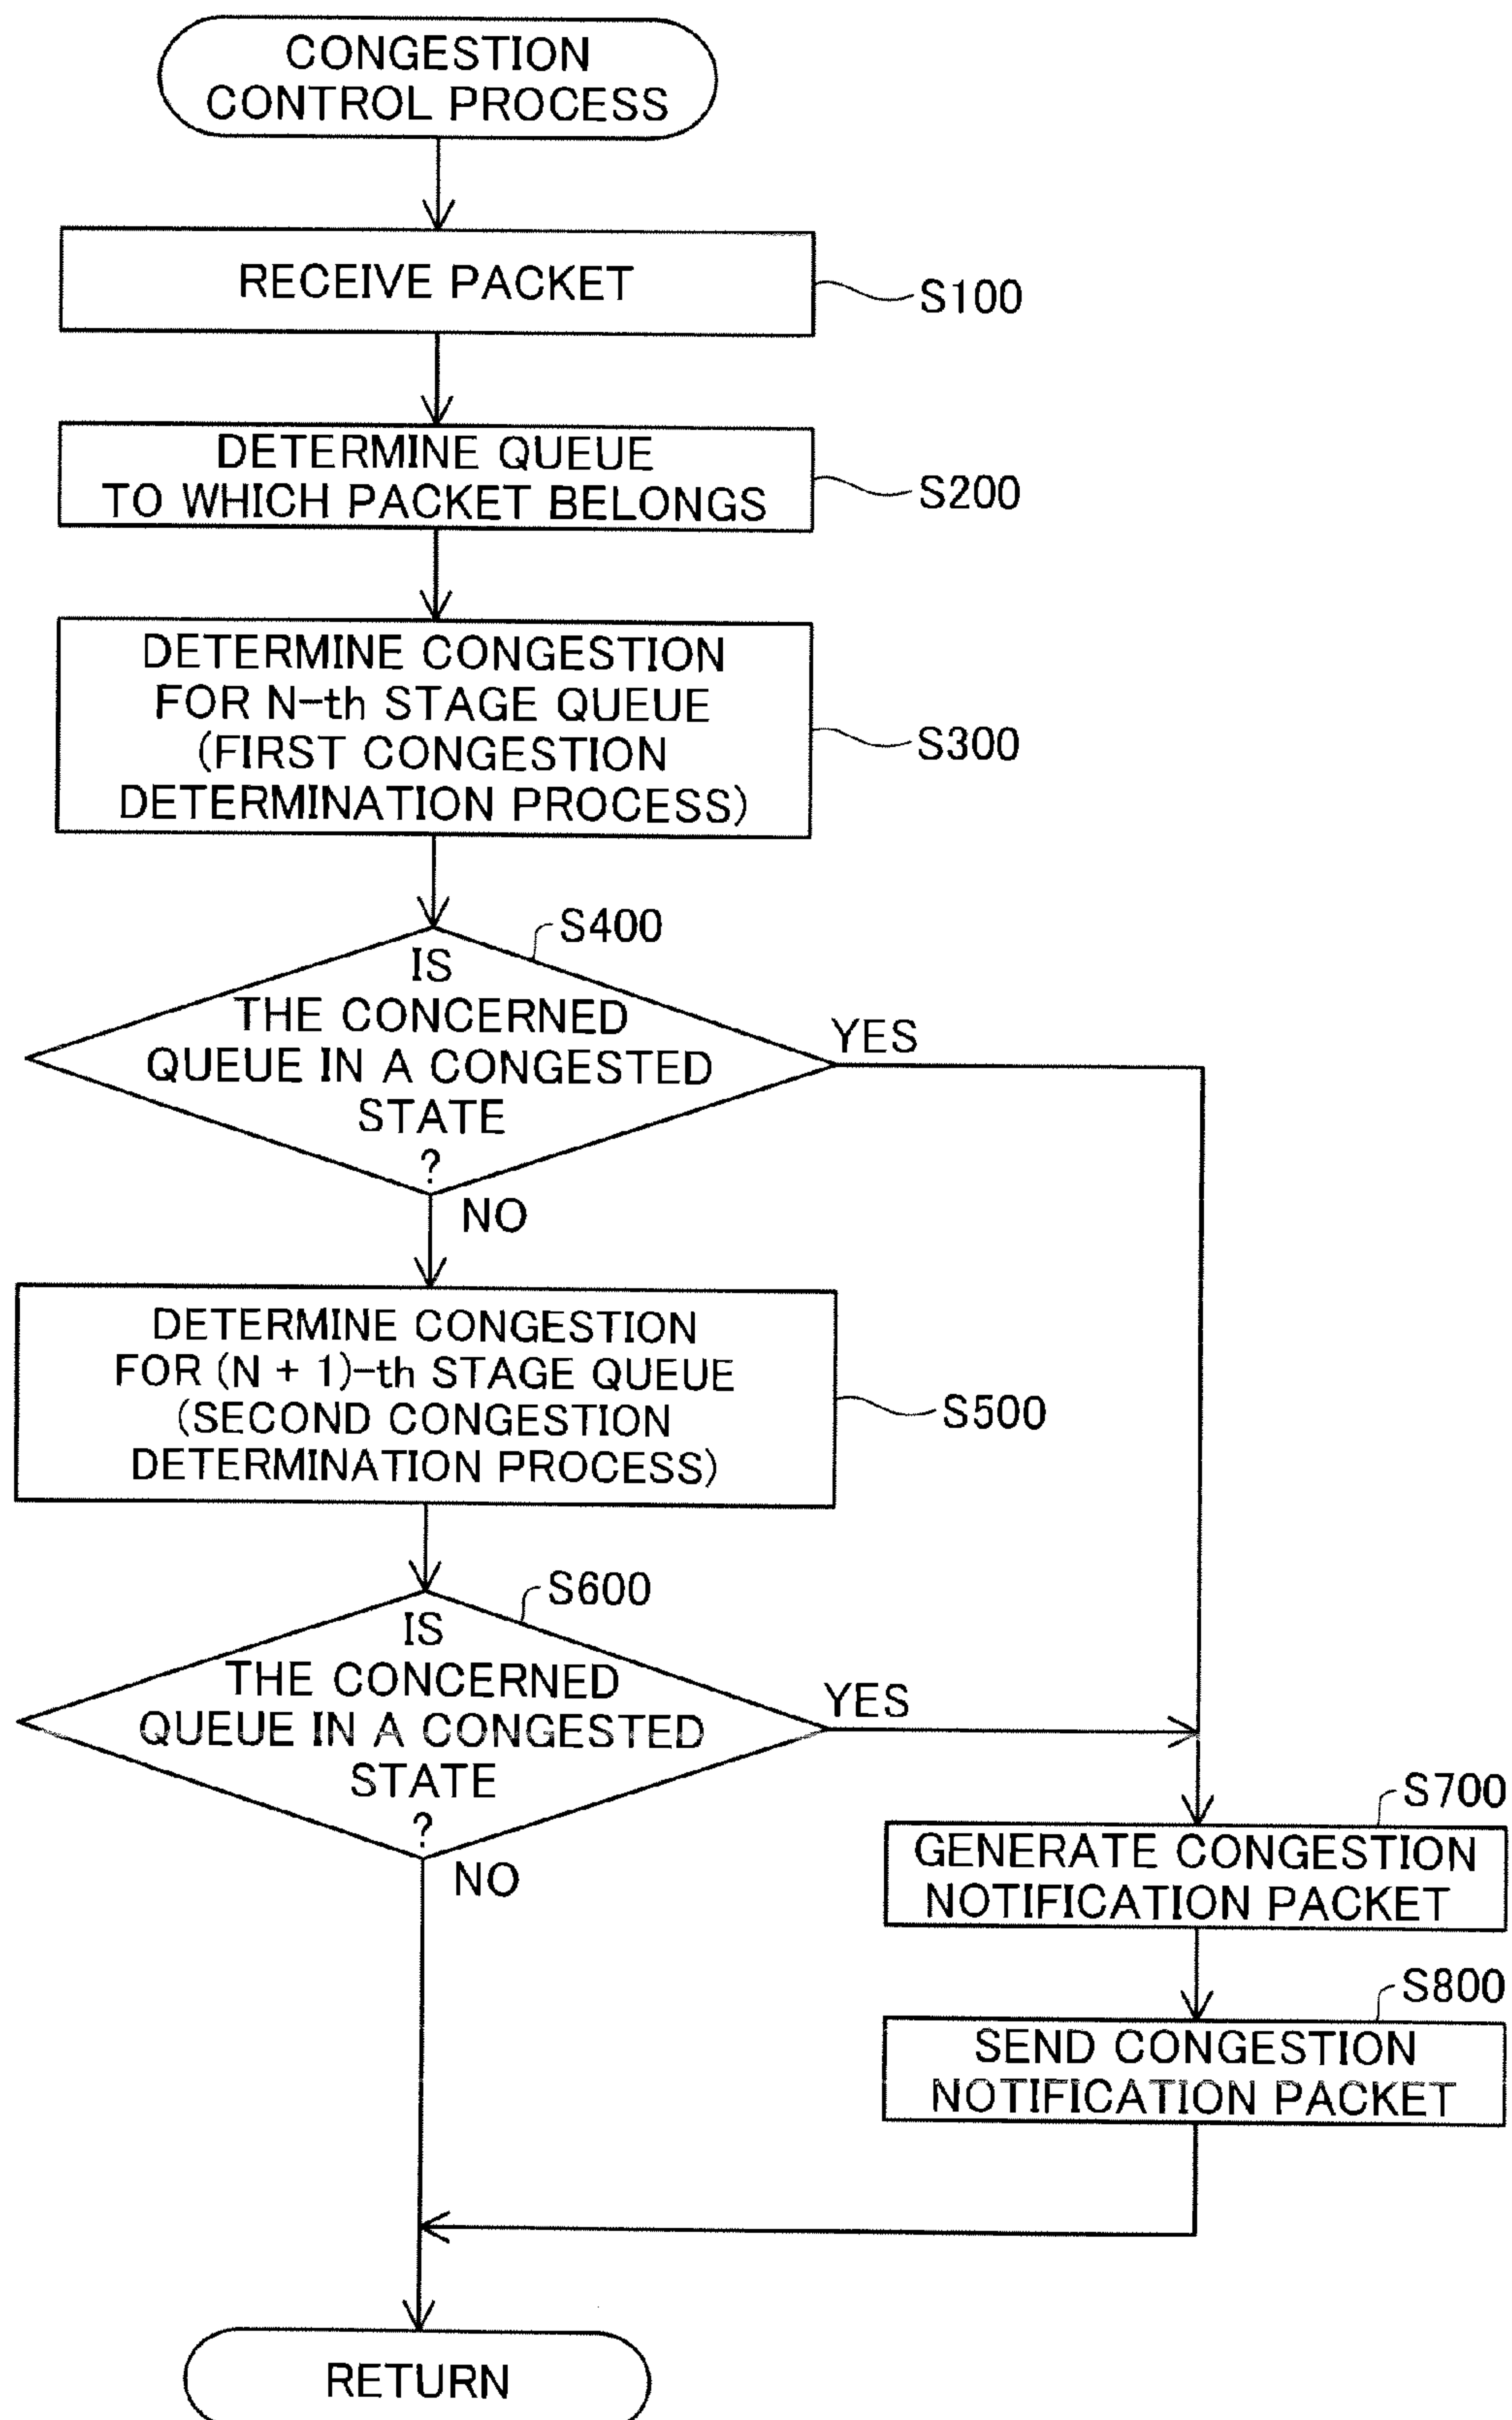 CONGESTION
CONTROL PROCESS
RECEIVE PACKET
S100
DETERMINE QUEUE
TO WHICH PACKET BELONGS
S200
DETERMINE CONGESTION
FOR N-th STAGE QUEUE
(FIRST CONGESTION
DETERMINATION PROCESS)
S300
S400
IS
THE CONCERNED
QUEUE IN A CONGESTED
STATE
?
YES
NO
DETERMINE CONGESTION
FOR (N + 1)-th STAGE QUEUE
(SECOND CONGESTION
DETERMINATION PROCESS)
S500
S600
IS
THE CONCERNED
QUEUE IN A CONGESTED
STATE
?
YES
NO
S700
GENERATE CONGESTION
NOTIFICATION PACKET
S800
SEND CONGESTION
NOTIFICATION PACKET
RETURN